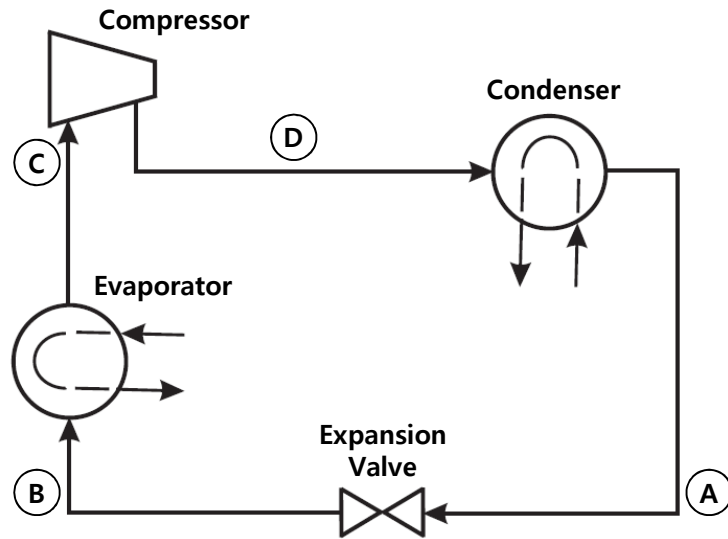 Compressor
Condenser
D
C
Evaporator
Expansion
Valve
B
A